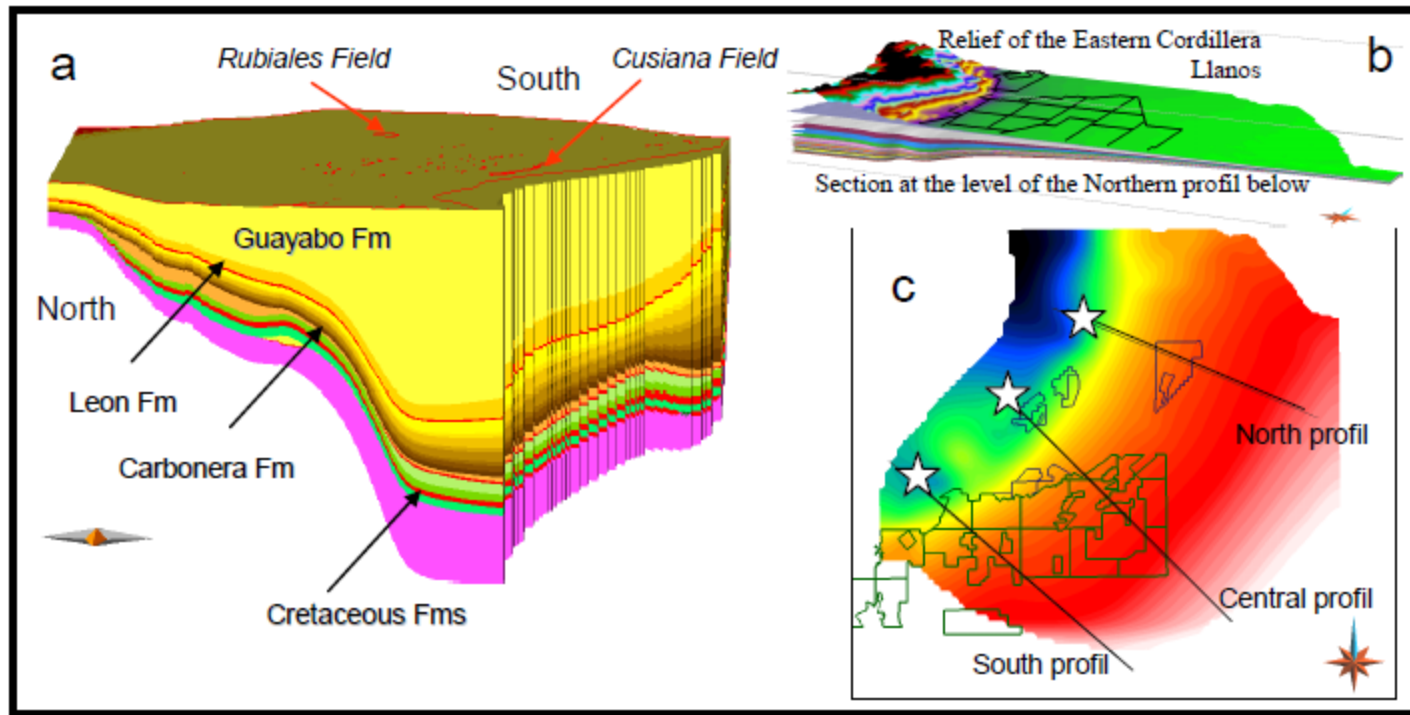 a
Rubiales Field
South
Cusiana Field
North
Guayabo Fm
Leon Fm
Carbonera Fm
Cretaceous Fms
Relief of the Eastern Cordillera
Llanos
b
Section at the level of the Northern profil below
c
North profil
Central profil
South profil